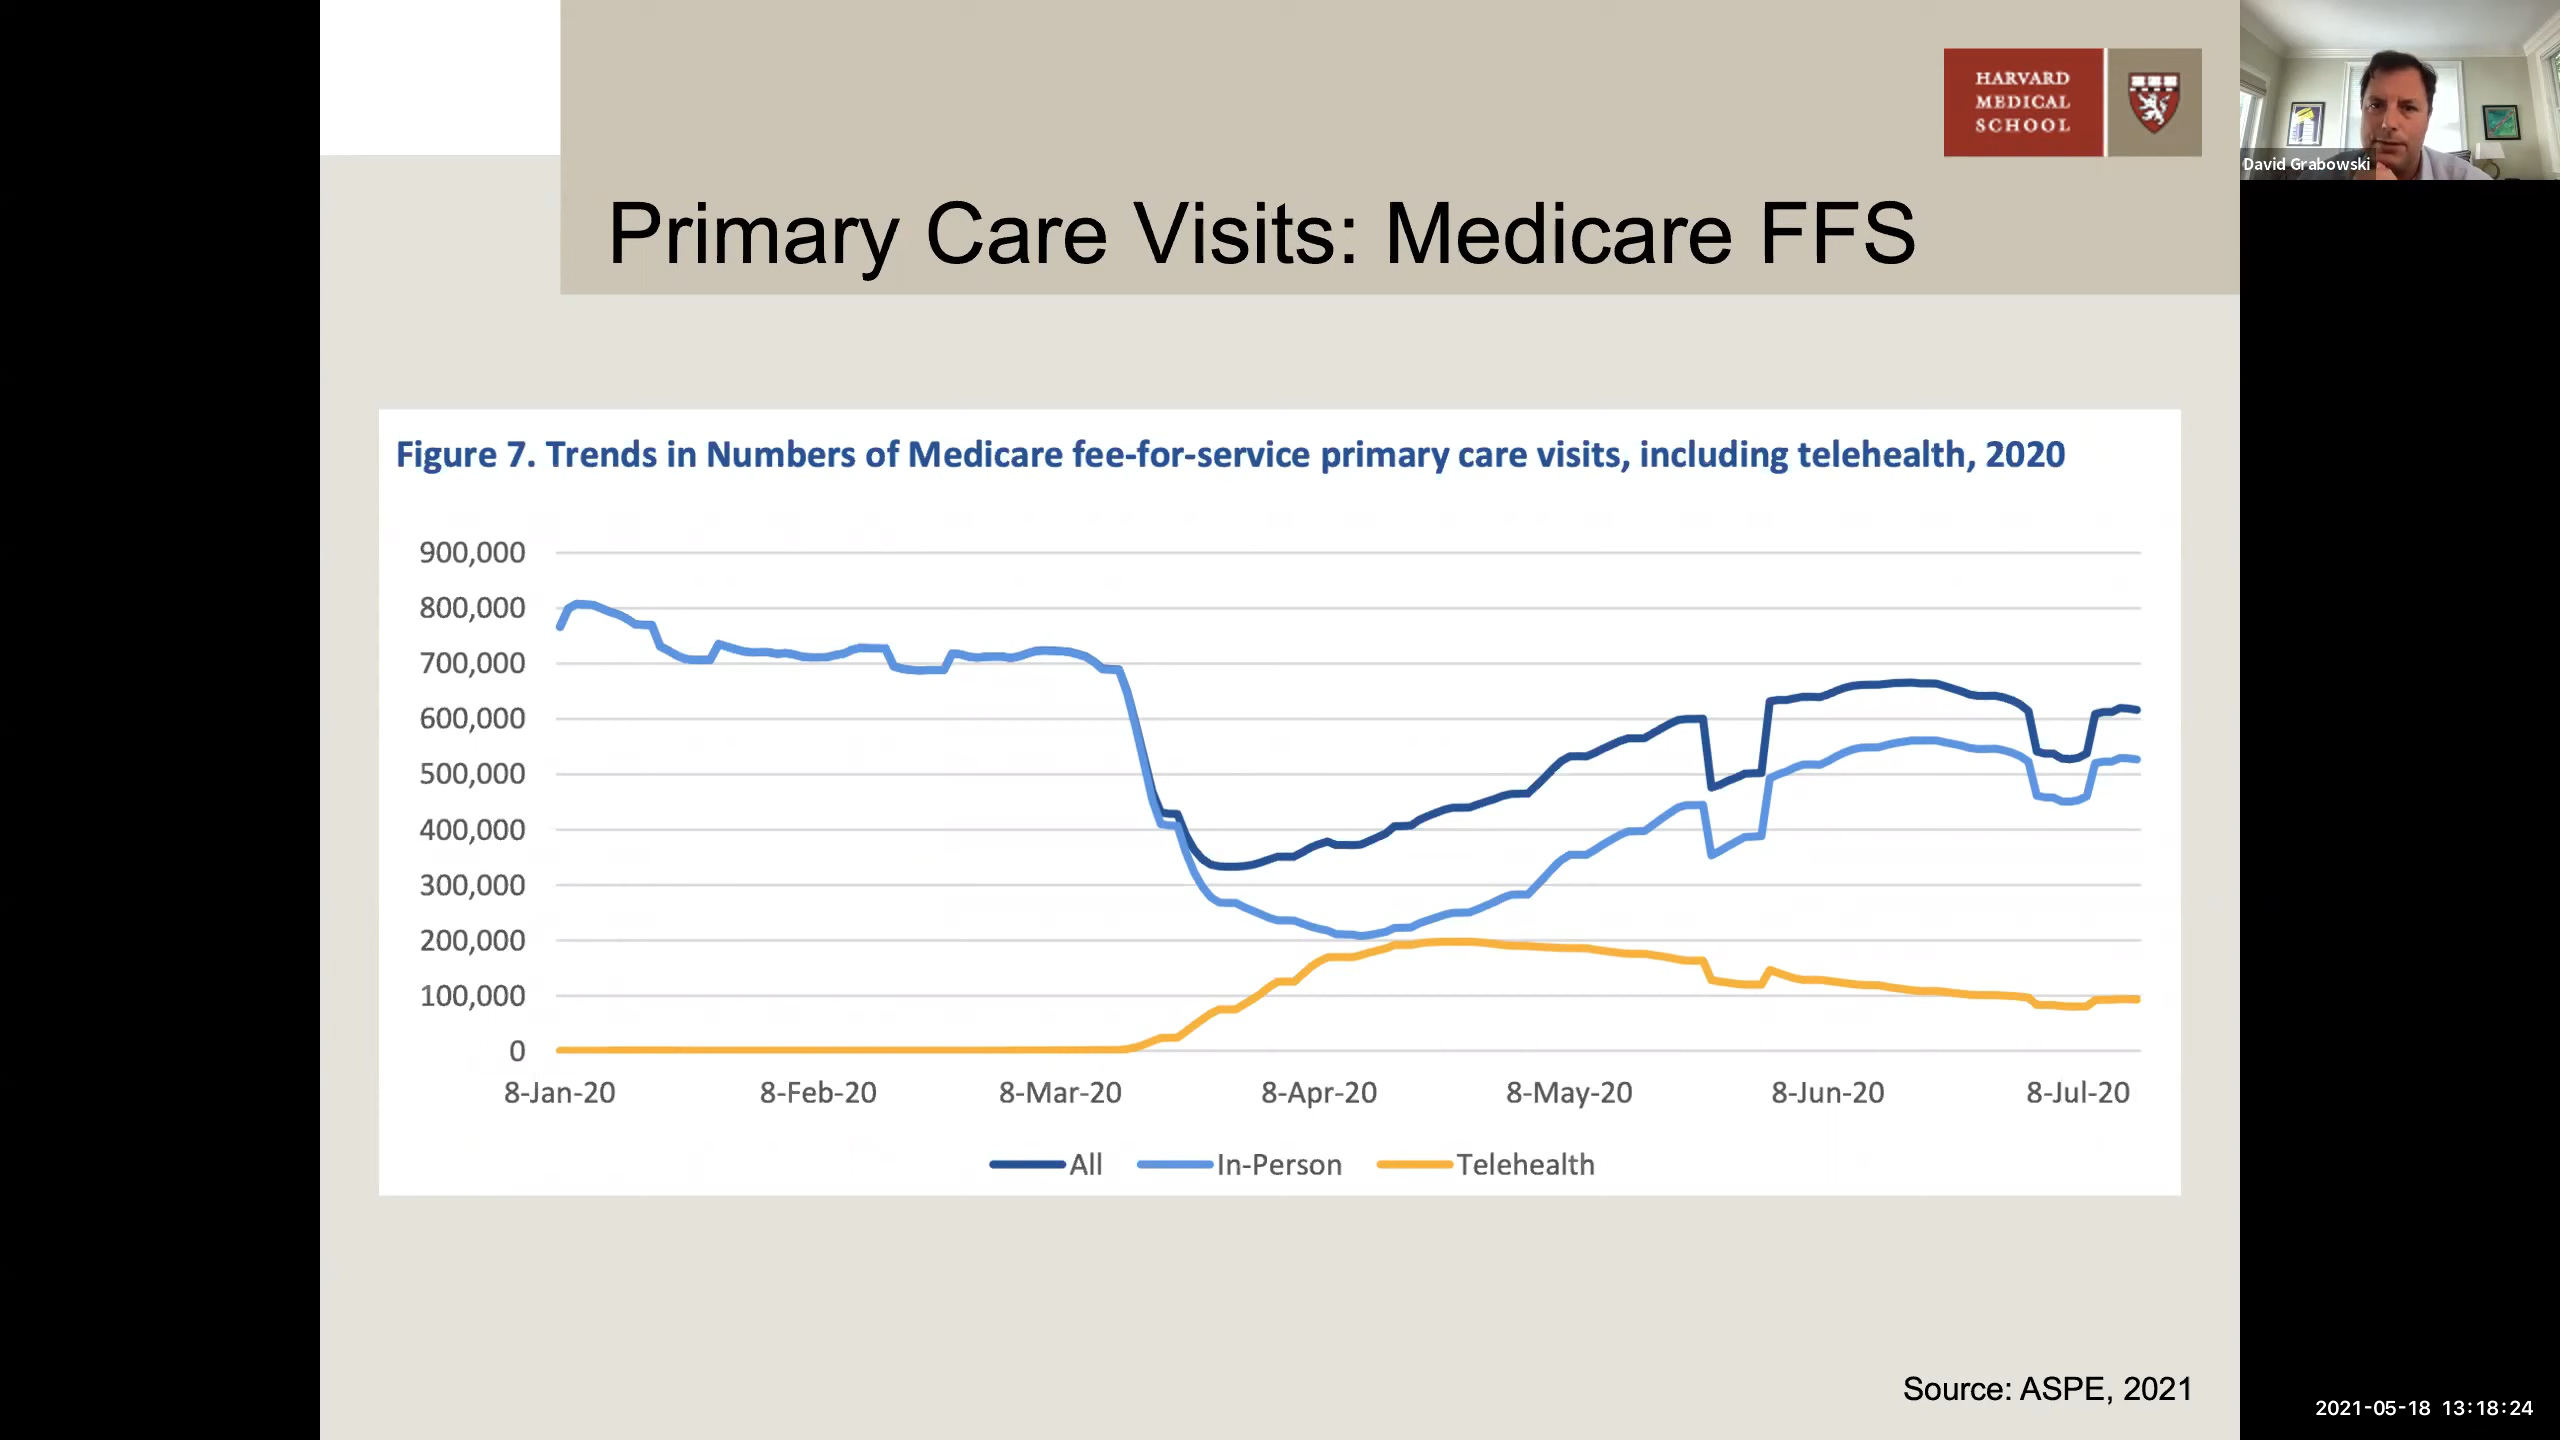 HARVARD
MEDICAL
SCHOOL
David Grabowski
Primary Care Visits: Medicare FFS
Figure 7. Trends in Numbers of Medicare fee-for-service primary care visits, including telehealth, 2020
900,000
800,000
700,000
600,000
500,000
400,000
300,000
200,000
100,000
0
8-Jan-20 8-Feb-20 8-Mar-20 8-Apr-20 8-May-20 8-Jun-20 8-Jul-20
All In-Person Telehealth
Source: ASPE, 2021
2021-05-18 13:18:24